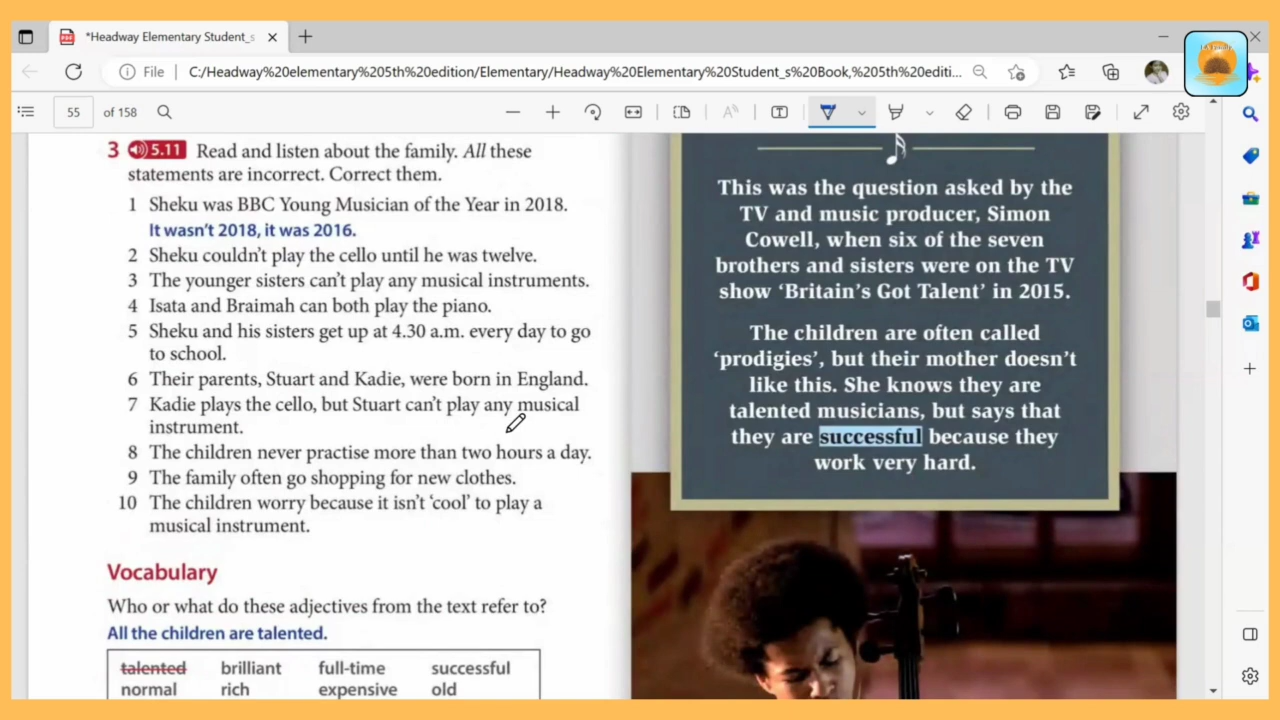 *Headway Elementary Student_s
File
C:/Headway%20elementary%205th%20edition/Elementary/Headway%20Elementary%20Student_s%20Book,%205th%20editi...
55 of 158
3 5.11 Read and listen about the family. All these
statements are incorrect. Correct them.
1 Sheku was BBC Young Musician of the Year in 2018.
It wasn't 2018, it was 2016.
2 Sheku couldn't play the cello until he was twelve.
3 The younger sisters can't play any musical instruments.
4 Isata and Braimah can both play the piano.
5 Sheku and his sisters get up at 4.30 a.m. every day to go
to school.
6 Their parents, Stuart and Kadie, were born in England.
7 Kadie plays the cello, but Stuart can't play any musical
instrument.
8 The children never practise more than two hours a day.
9 The family often go shopping for new clothes.
10 The children worry because it isn't 'cool' to play a
musical instrument.
Vocabulary
Who or what do these adjectives from the text refer to?
All the children are talented.
talented brilliant full-time successful
normal rich expensive old
This was the question asked by the
TV and music producer, Simon
Cowell, when six of the seven
brothers and sisters were on the TV
show 'Britain's Got Talent' in 2015.
The children are often called
'prodigies', but their mother doesn't
like this. She knows they are
talented musicians, but says that
they are successful because they
work very hard.